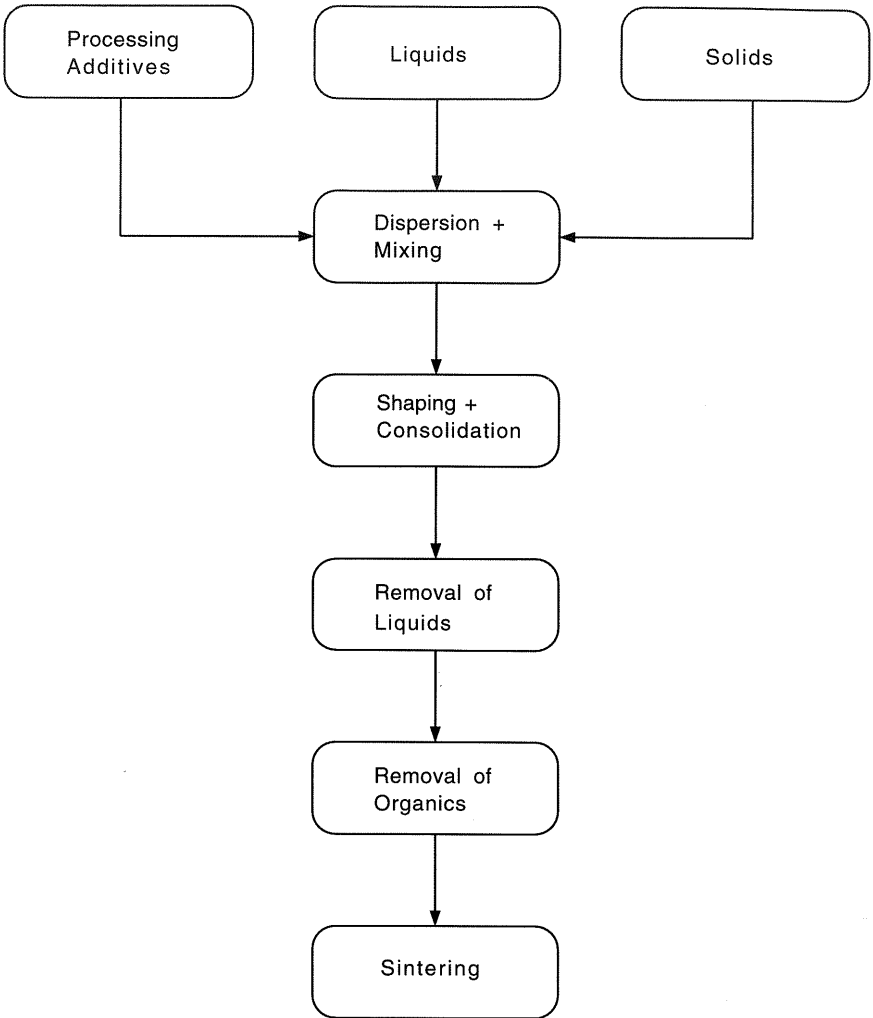 Processing
Additives
Liquids
Solids
Dispersion +
Mixing
Shaping +
Consolidation
Removal of
Liquids
Removal of
Organics
Sintering